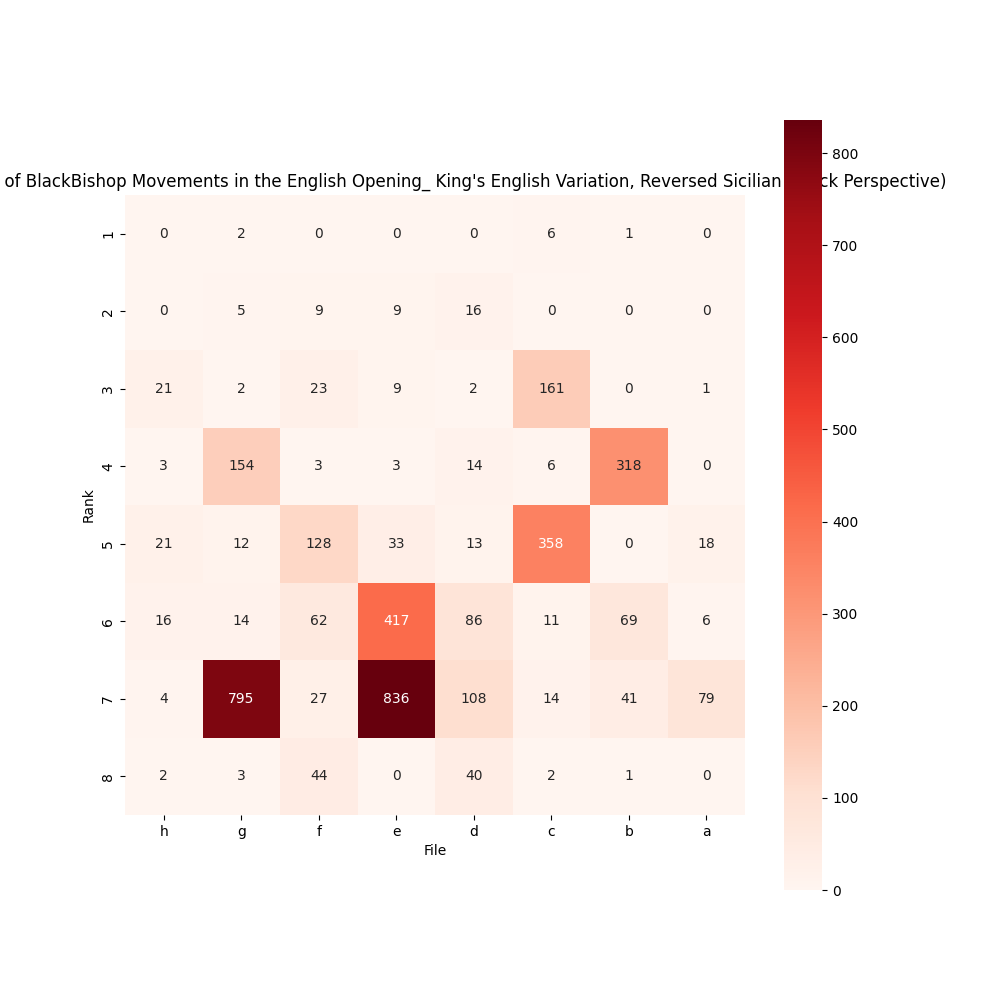 of BlackBishop Movements in the English Opening_ King's English Variation, Reversed Sicilian ck Perspective)
800
700
600
500
400
300
200
100
0
Rank
1 0 2 0 0 0 6 1 0
2 0 5 9 9 16 0 0 0
3 21 2 23 9 2 161 0 1
4 3 154 3 3 14 6 318 0
5 21 12 128 33 13 358 0 18
6 16 14 62 417 86 11 69 6
7 4 795 27 836 108 14 41 79
8 2 3 44 0 40 2 1 0
h g f e d c b a
File